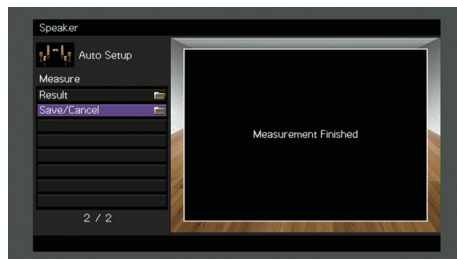 Speaker
Auto Setup
Measure
Result
Save/Cancel
Measurement Finished
2 / 2